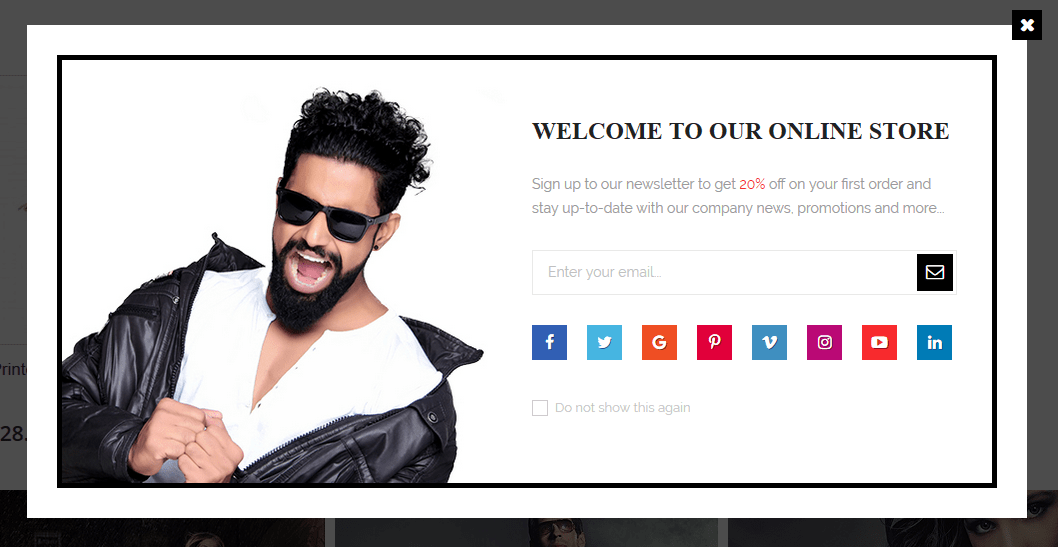 WELCOME TO OUR ONLINE STORE
Sign up to our newsletter to get 20% off on your first order and
stay up-to-date with our company news, promotions and more...
Enter your email...
Do not show this again
28.